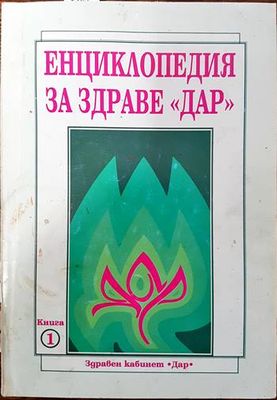 ЕНЦИКЛОПЕДИЯ
ЗА ЗДРАВЕ «ДАР»
Книга
1
Здравен кабинет •Дар•